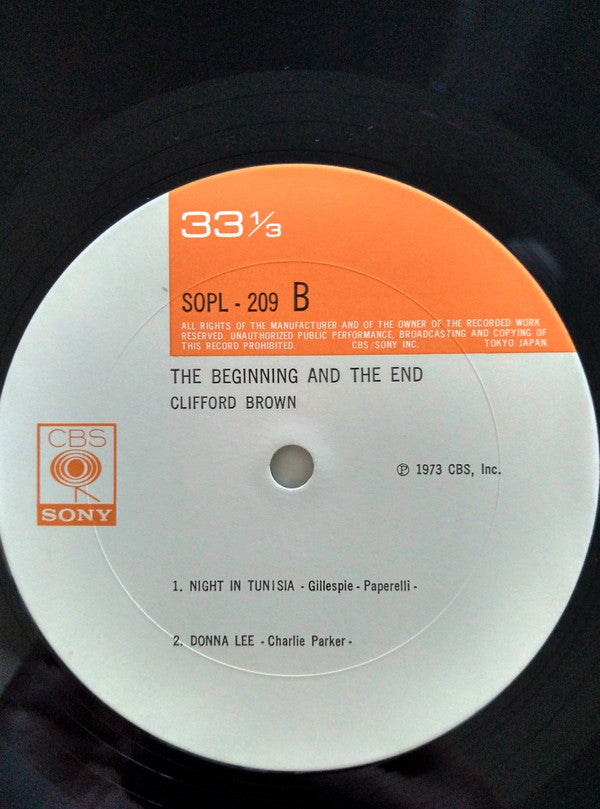 33 1/3
SOPL - 209 B
ALL RIGHTS OF THE MANUFACTURER AND OF THE OWNER OF THE RECORDED WORK
RESERVED. UNAUTHORIZED PUBLIC PERFORMANCE, BROADCASTING AND COPYING OF
THIS RECORD PROHIBITED. CBS/SONY INC. TOKYO JAPAN
THE BEGINNING AND THE END
CLIFFORD BROWN
CBS
SONY
℗ 1973 CBS, Inc.
1. NIGHT IN TUNISIA - Gillespie - Paperelli -
2. DONNA LEE - Charlie Parker -